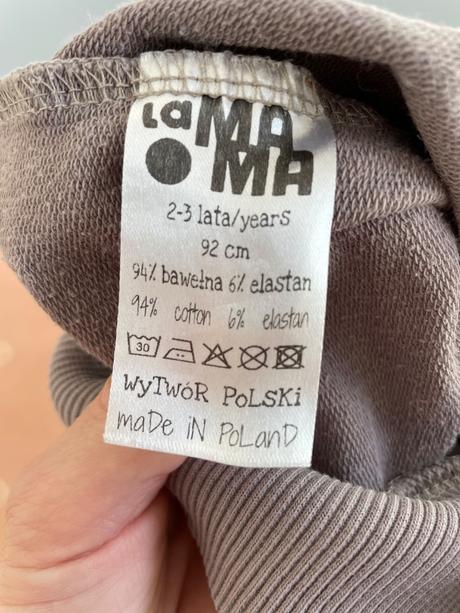 La MA
MA
2-3 lata/years
92 cm
94% bawełna 6% elastan
94% cotton 6% elastan
30
WyTWóR PoLSKi
maDe iN PoLanD